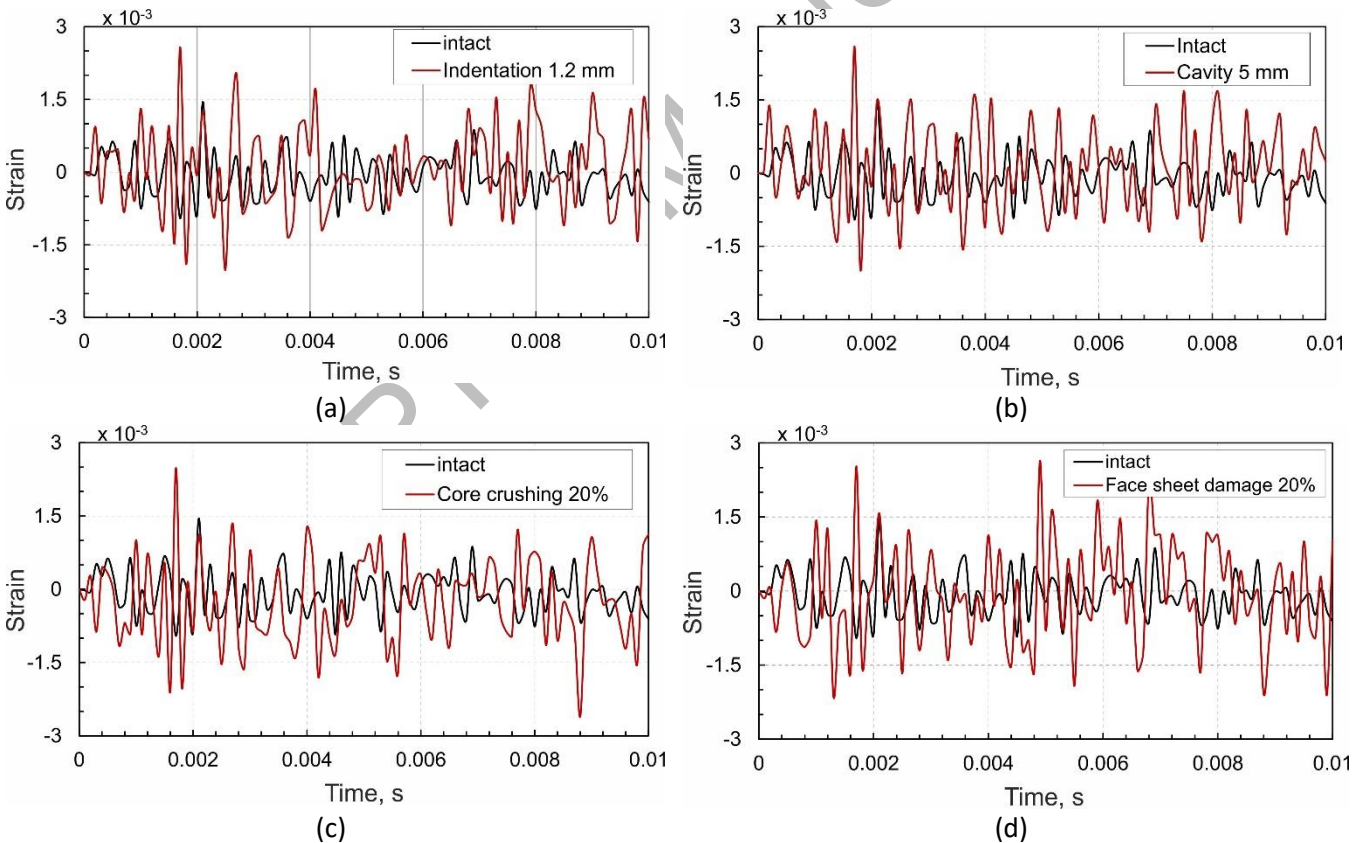 x 10-3
3
1.5
0
-1.5
-3
Strain
intact
Indentation 1.2 mm
0 0.002 0.004 0.006 0.008 0.01
Time, s
(a)
x 10-3
3
1.5
0
-1.5
-3
Strain
Intact
Cavity 5 mm
0 0.002 0.004 0.006 0.008 0.01
Time, s
(b)
x 10-3
3
1.5
0
-1.5
-3
Strain
intact
Core crushing 20%
0 0.002 0.004 0.006 0.008 0.01
Time, s
(c)
x 10-3
3
1.5
0
-1.5
-3
Strain
intact
Face sheet damage 20%
0 0.002 0.004 0.006 0.008 0.01
Time, s
(d)